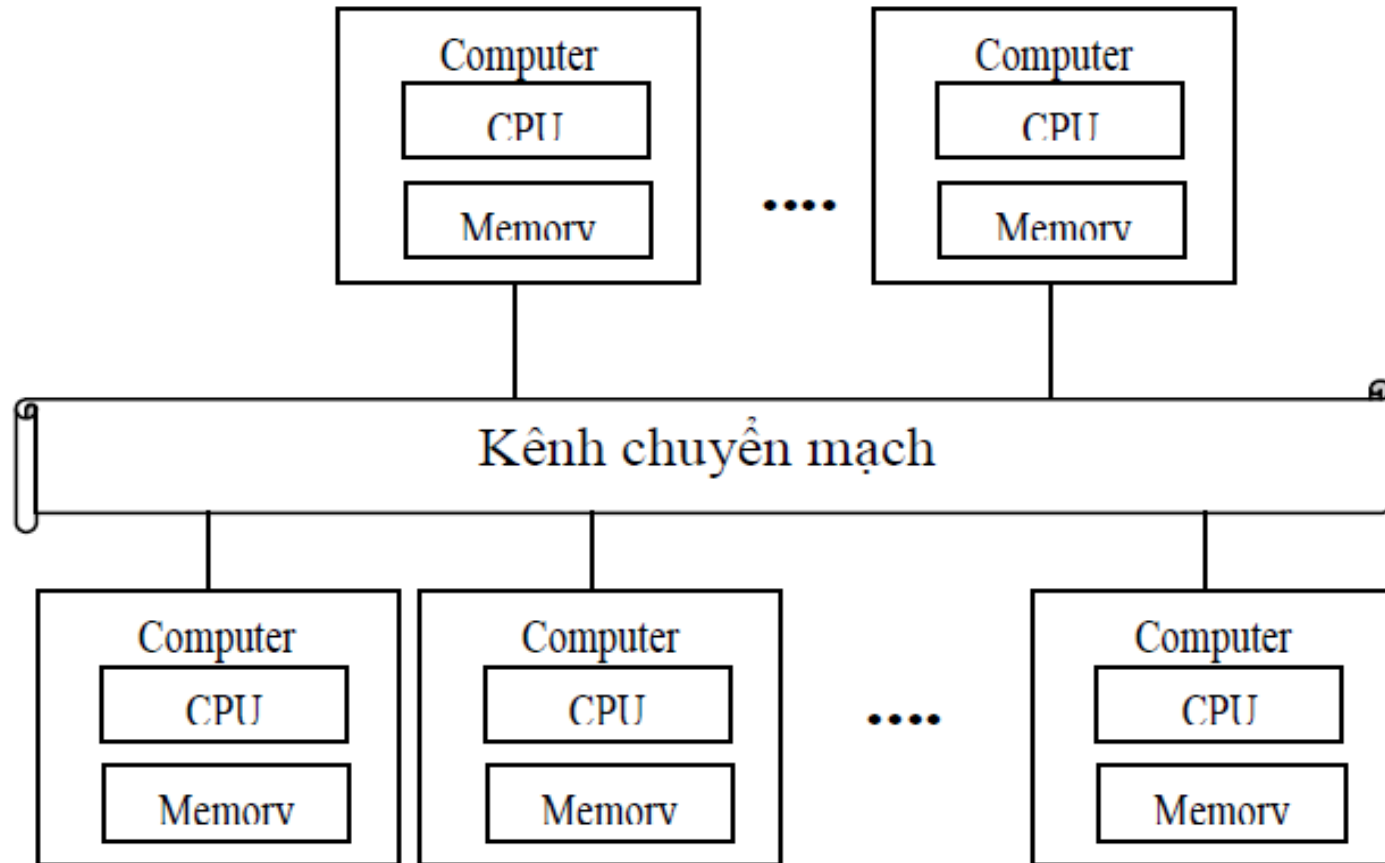 Computer
CPU
Memory
Computer
CPU
Memory
....
Kênh chuyển mạch
Computer
CPU
Memory
Computer
CPU
Memory
....
Computer
CPU
Memory